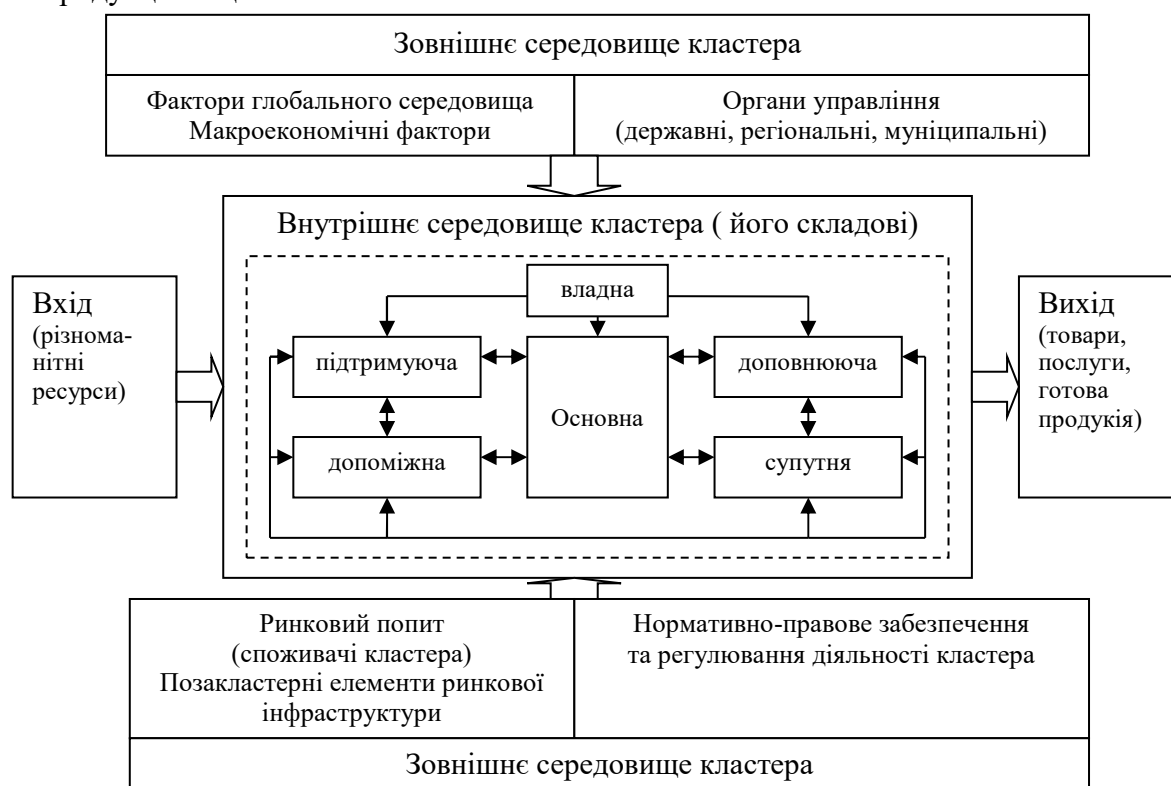 Зовнішнє середовище кластера
Фактори глобального середовища
Макроекономічні фактори
Органи управління
(державні, регіональні, муніципальні)
Внутрішнє середовище кластера ( його складові)
Вхід
(різнома-
нітні
ресурси)
владна
підтримуюча
доповнююча
Основна
допоміжна
супутня
Вихід
(товари,
послуги,
готова
продукія)
Ринковий попит
(споживачі кластера)
Позакластерні елементи ринкової
інфраструктури
Нормативно-правове забезпечення
та регулювання діяльності кластера
Зовнішнє середовище кластера